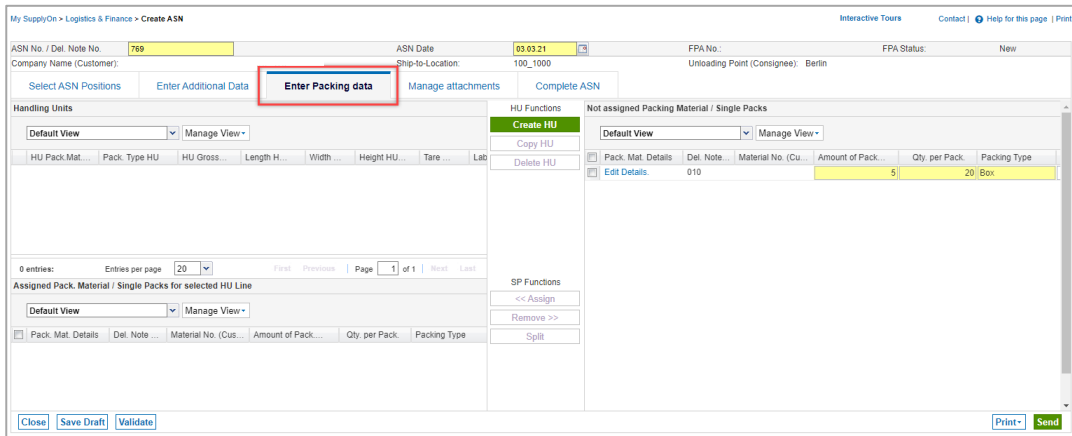 My SupplyOn > Logistics & Finance > Create ASN
Interactive Tours Contact | Help for this page | Print
ASN No. / Del. Note No. 769 ASN Date 03.03.21 FPA No.: FPA Status: New
Company Name (Customer): Ship-to-Location: 100_1000 Unloading Point (Consignee): Berlin
Select ASN Positions Enter Additional Data Enter Packing data Manage attachments Complete ASN
Handling Units
Default View Manage View
HU Pack.Mat.... Pack. Type HU HU Gross... Length H... Width ... Height HU... Tare ... Lab
0 entries: Entries per page 20 First Previous | Page 1 of 1 | Next Last
Assigned Pack. Material / Single Packs for selected HU Line
Default View Manage View
Pack. Mat. Details Del. Note ... Material No. (Cus... Amount of Pack.... Qty. per Pack. Packing Type
HU Functions
Create HU
Copy HU
Delete HU
SP Functions
<< Assign
Remove >>
Split
Not assigned Packing Material / Single Packs
Default View Manage View
Pack. Mat. Details Del. Note... Material No. (Cu... Amount of Pack... Qty. per Pack. Packing Type
Edit Details. 010 5 20 Box
Close Save Draft Validate Print Send